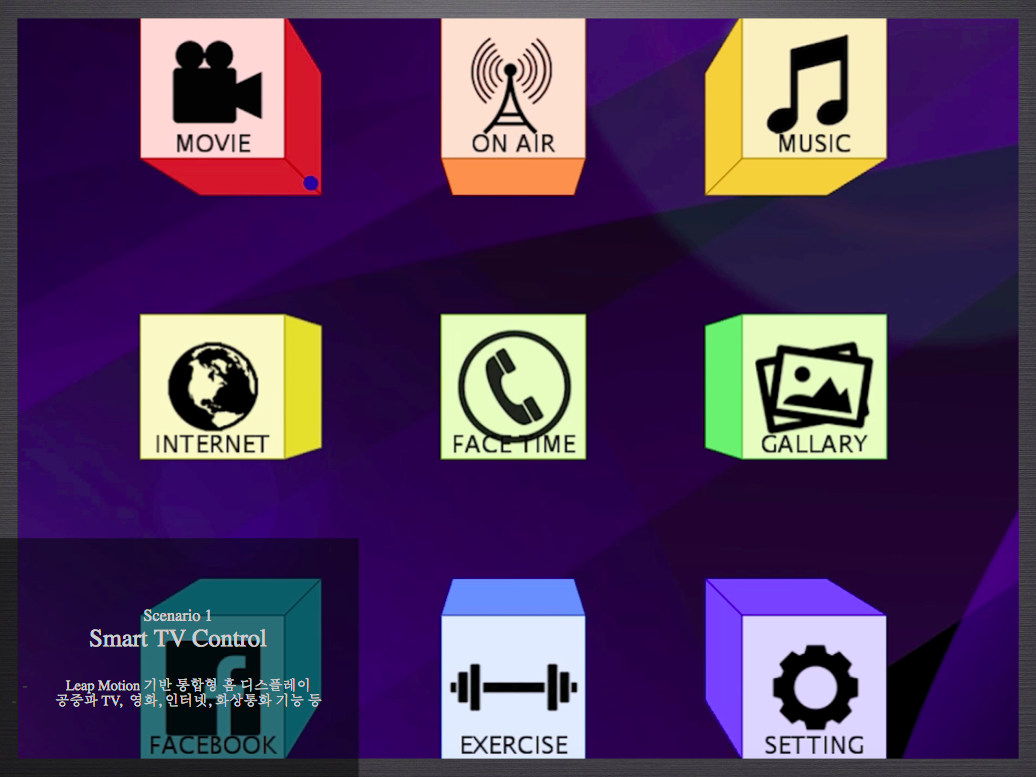 MOVIE
ON AIR
MUSIC
INTERNET
FACE TIME
GALLARY
Scenario 1
Smart TV Control
Leap Motion 기반 통합형 홈 디스플레이
공중파 TV, 영화, 인터넷, 화상통화 기능 등
FACEBOOK
EXERCISE
SETTING